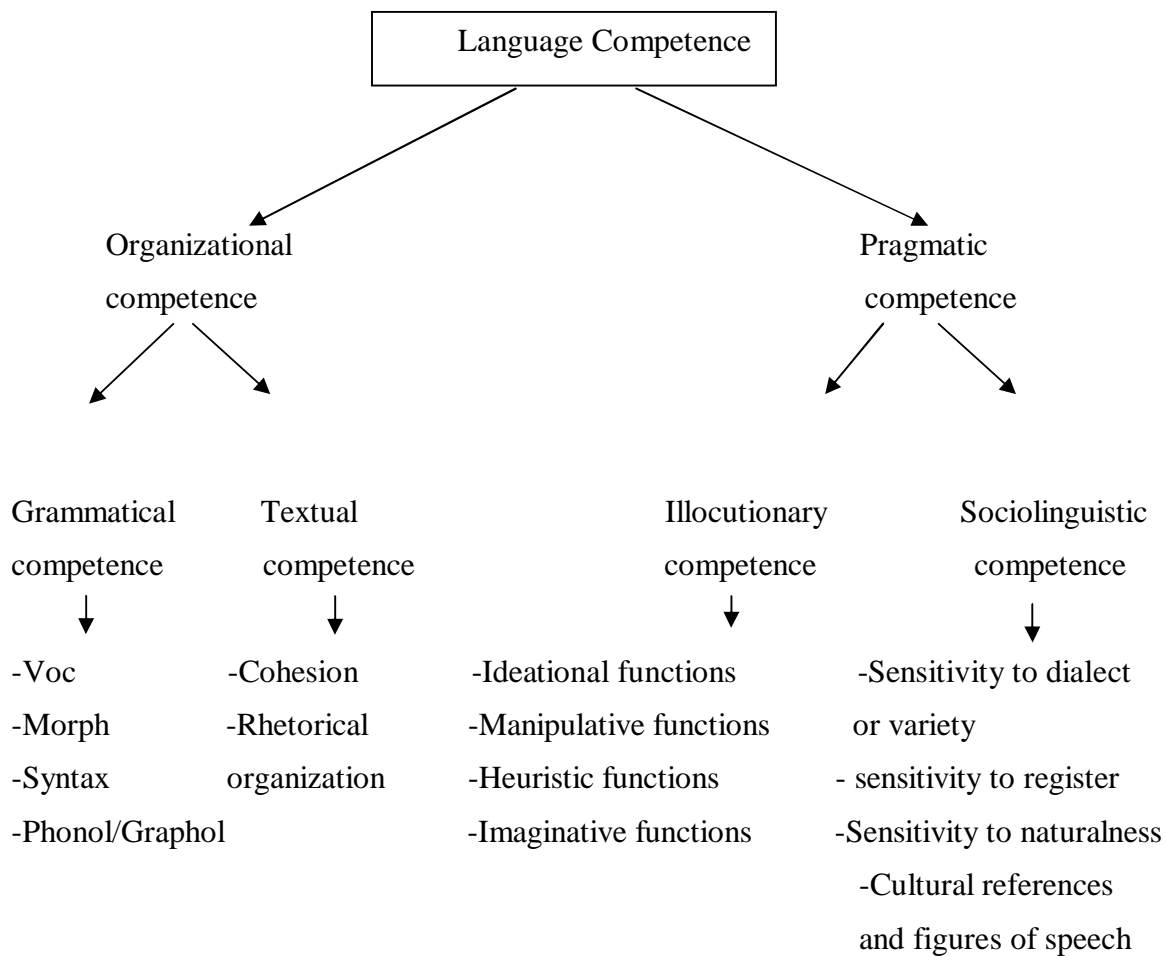 Language Competence
Organizational
competence
Pragmatic
competence
Grammatical
competence
Textual
competence
Illocutionary
competence
Sociolinguistic
competence
-Voc
-Morph
-Syntax
-Phonol/Graphol
-Cohesion
-Rhetorical
organization
-Ideational functions
-Manipulative functions
-Heuristic functions
-Imaginative functions
-Sensitivity to dialect
or variety
- sensitivity to register
-Sensitivity to naturalness
-Cultural references
and figures of speech